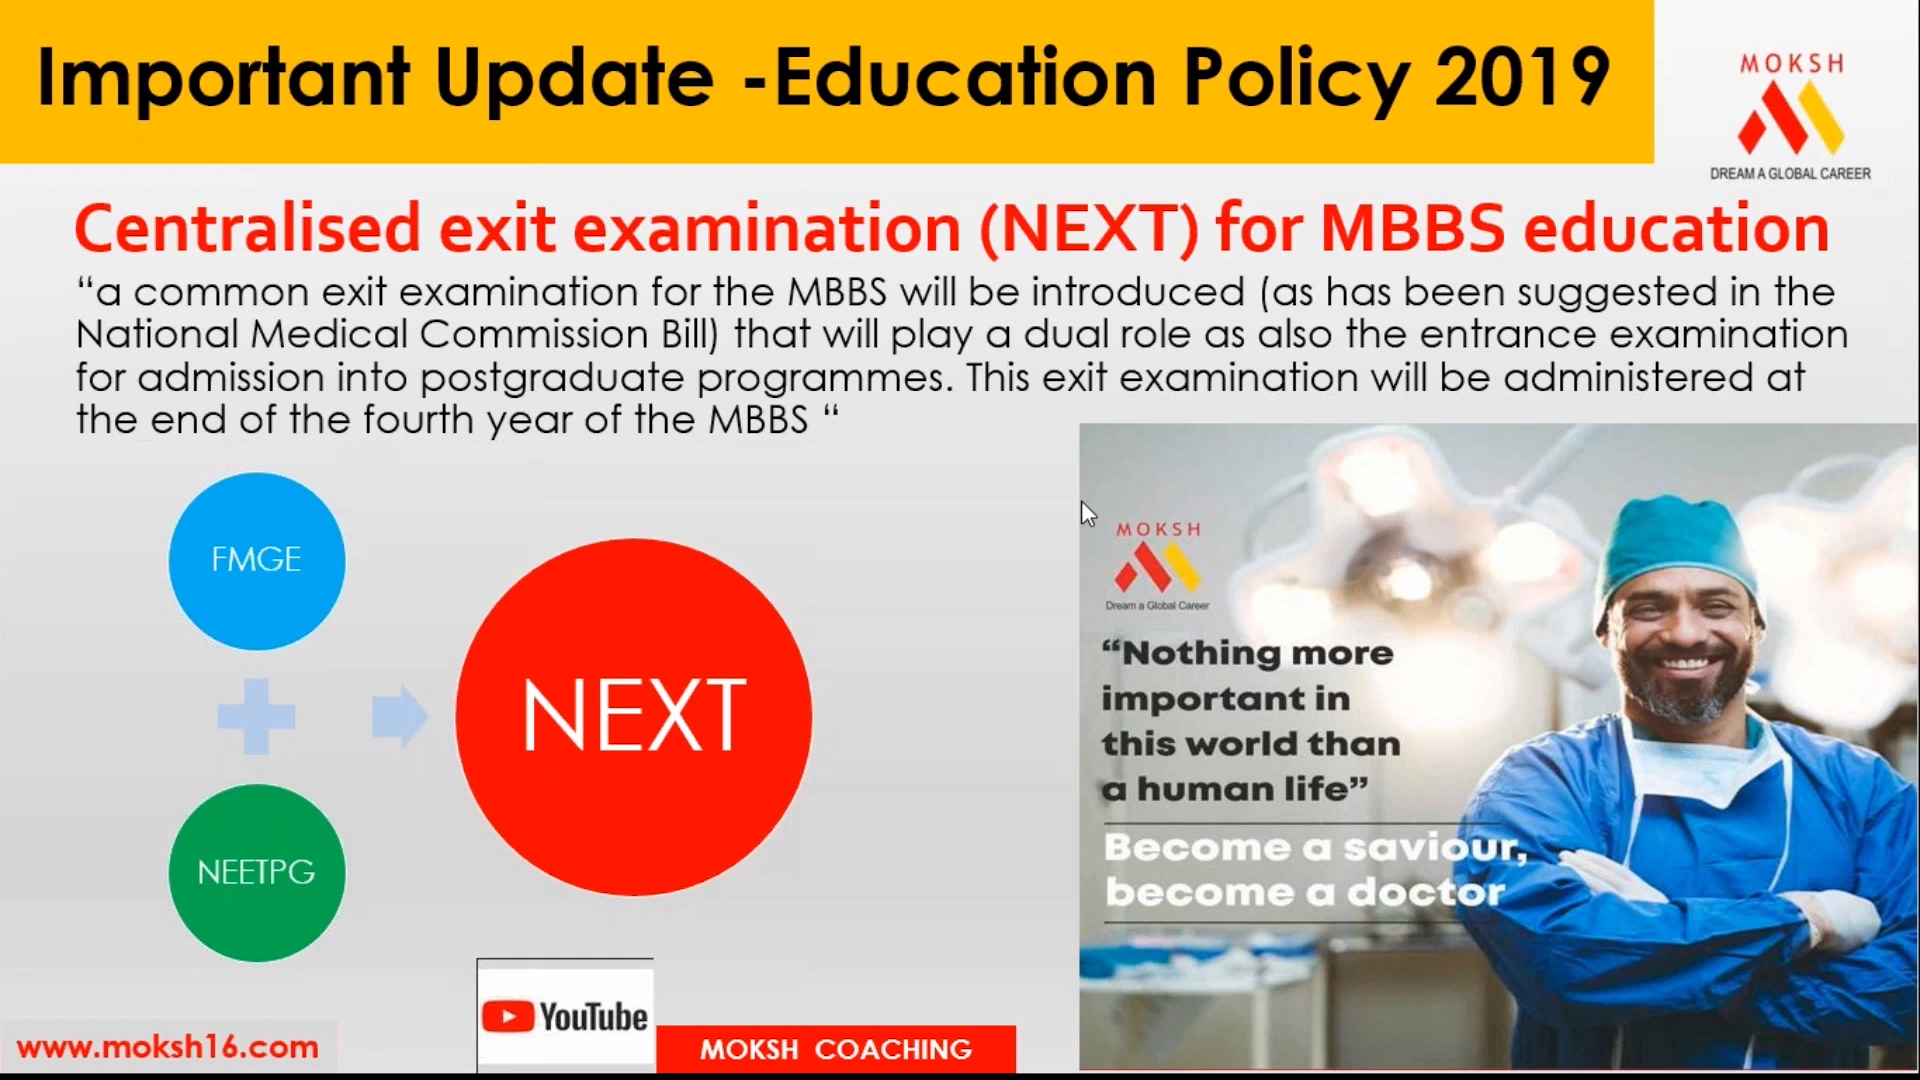 Important Update -Education Policy 2019
MOKSH
DREAM A GLOBAL CAREER
Centralised exit examination (NEXT) for MBBS education
“a common exit examination for the MBBS will be introduced (as has been suggested in the
National Medical Commission Bill) that will play a dual role as also the entrance examination
for admission into postgraduate programmes. This exit examination will be administered at
the end of the fourth year of the MBBS “
FMGE
NEETPG
NEXT
MOKSH
Dream a Global Career
“Nothing more
important in
this world than
a human life”
Become a saviour,
become a doctor
www.moksh16.com
YouTube
MOKSH COACHING